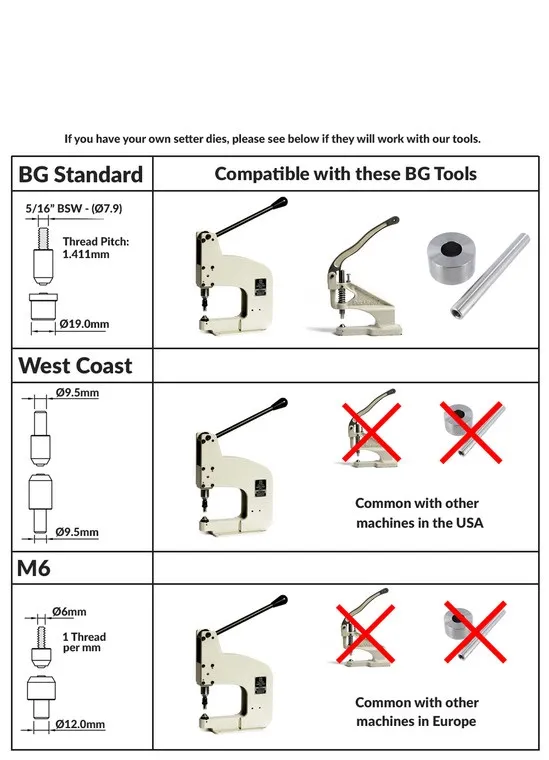 If you have your own setter dies, please see below if they will work with our tools.
BG Standard
Compatible with these BG Tools
5/16” BSW - (Ø7.9)
Thread Pitch:
1.411mm
Ø19.0mm
West Coast
Ø9.5mm
Ø9.5mm
Common with other
machines in the USA
M6
Ø6mm
1 Thread
per mm
Ø12.0mm
Common with other
machines in Europe